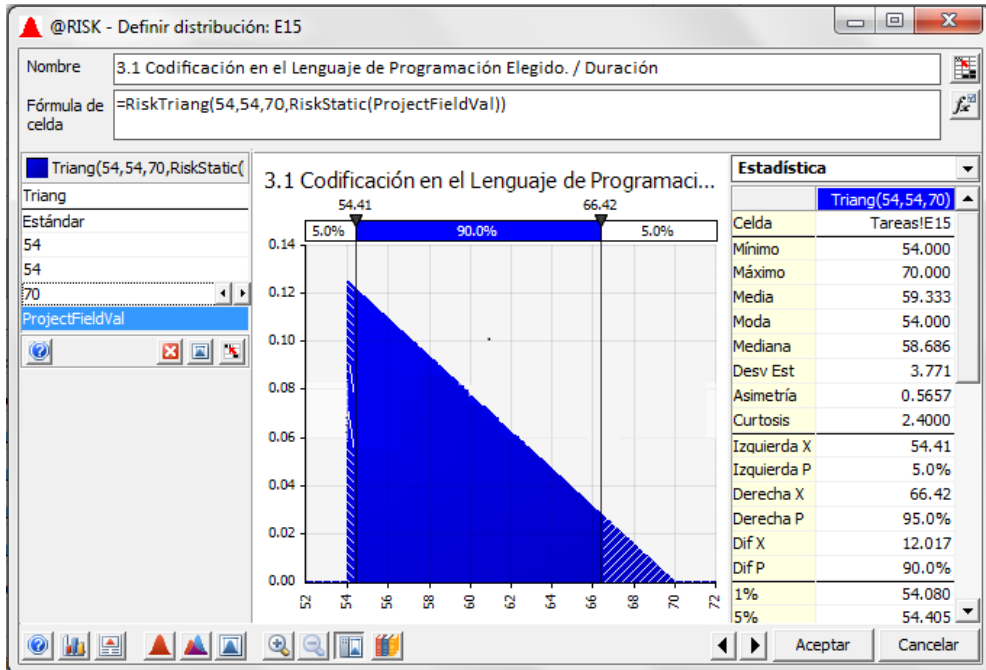 @RISK - Definir distribución: E15
Nombre
3.1 Codificación en el Lenguaje de Programación Elegido. / Duración
Fórmula de celda
=RiskTriang(54,54,70,RiskStatic(ProjectFieldVal))
Triang(54,54,70,RiskStatic(
Triang
Estándar
54
54
70
ProjectFieldVal
3.1 Codificación en el Lenguaje de Programaci...
54.41 66.42
5.0% 90.0% 5.0%
0.14
0.12
0.10
0.08
0.06
0.04
0.02
0.00
52 54 56 58 60 62 64 66 68 70 72
Estadística
Triang(54,54,70)
Celda Tareas!E15
Mínimo 54.000
Máximo 70.000
Media 59.333
Moda 54.000
Mediana 58.686
Desv Est 3.771
Asimetría 0.5657
Curtosis 2.4000
Izquierda X 54.41
Izquierda P 5.0%
Derecha X 66.42
Derecha P 95.0%
Dif X 12.017
Dif P 90.0%
1% 54.080
5% 54.405
Aceptar Cancelar